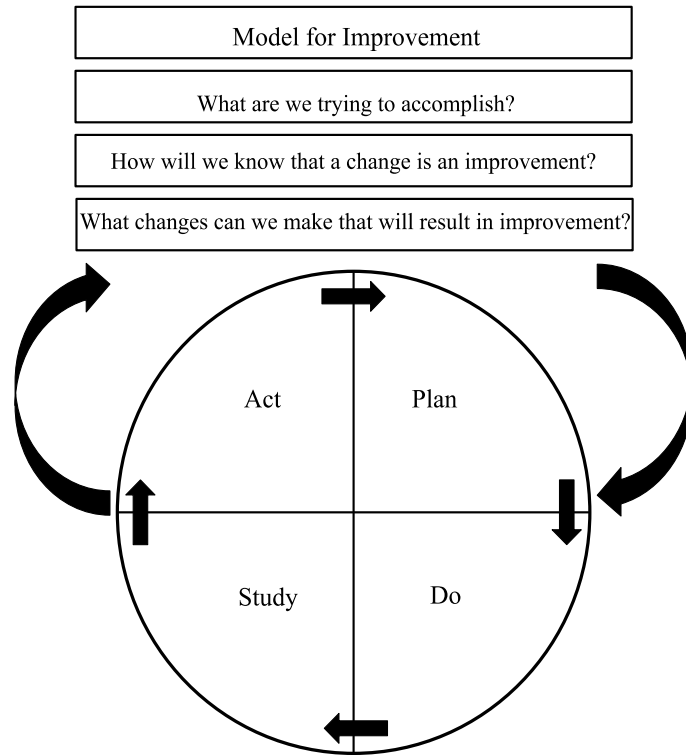 Model for Improvement
What are we trying to accomplish?
How will we know that a change is an improvement?
What changes can we make that will result in improvement?
Act
Plan
Study
Do